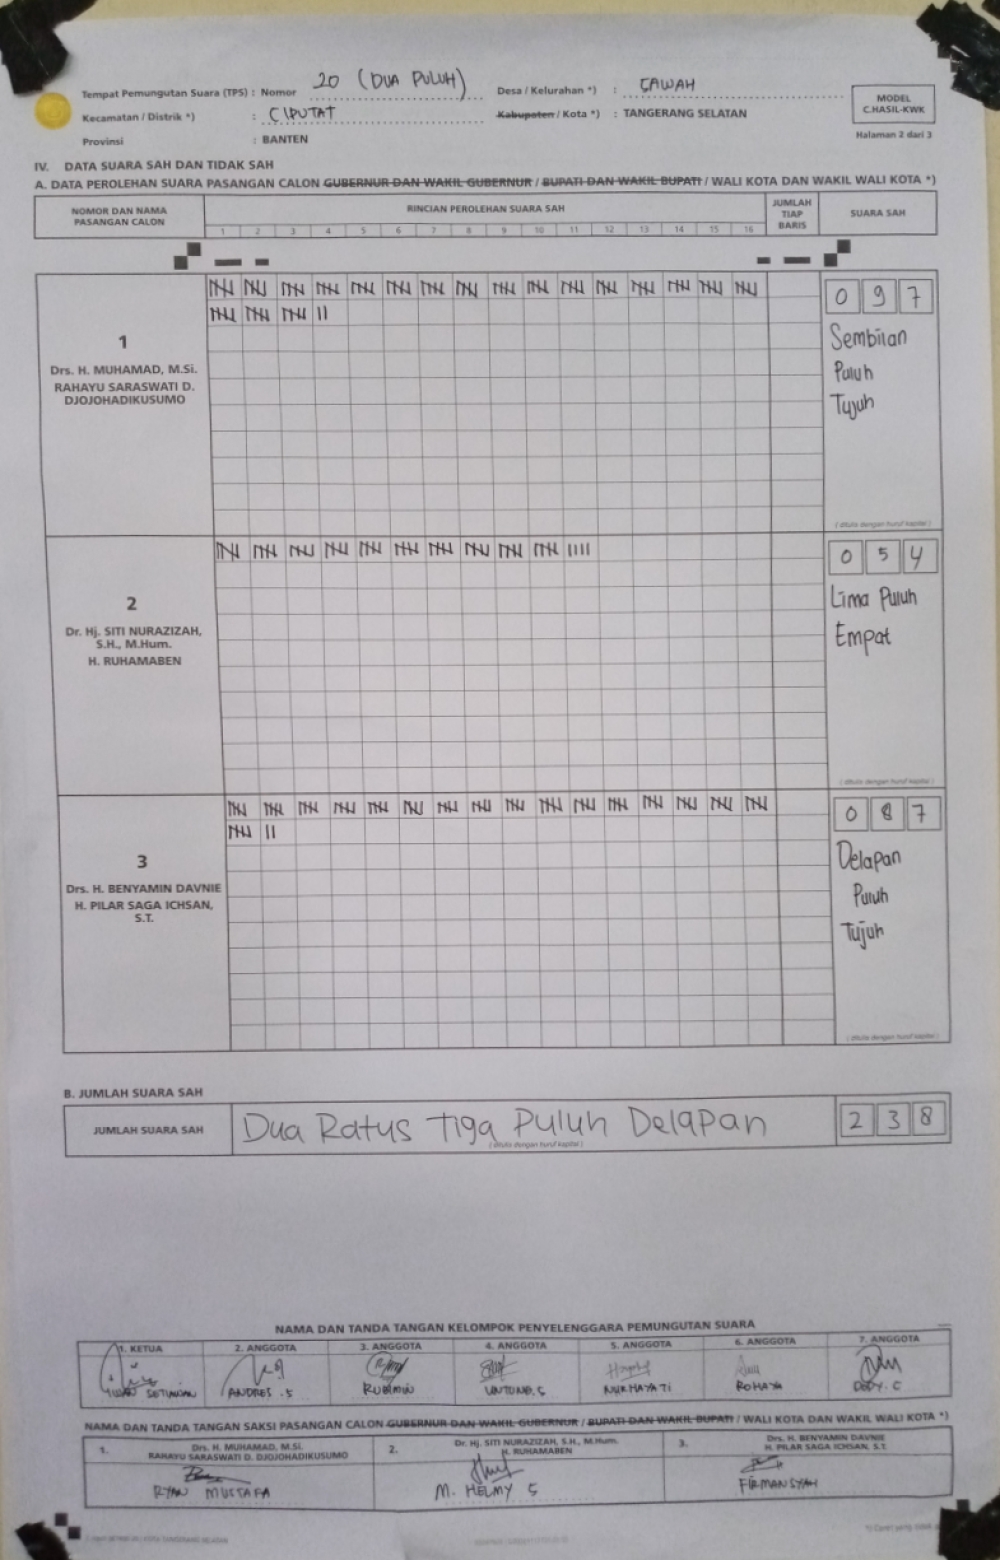 Tempat Pemungutan Suara (TPS) : Nomor 20 (DUA PULUH) Desa / Kelurahan *) : SAWAH
MODEL C.HASIL-KWK
Kecamatan / Distrik *) : CIPUTAT Kabupaten / Kota *) : TANGERANG SELATAN
Halaman 2 dari 3
Provinsi : BANTEN
IV. DATA SUARA SAH DAN TIDAK SAH
A. DATA PEROLEHAN SUARA PASANGAN CALON GUBERNUR DAN WAKIL GUBERNUR / BUPATI DAN WAKIL BUPATI / WALI KOTA DAN WAKIL WALI KOTA *)
NOMOR DAN NAMA PASANGAN CALON
RINCIAN PEROLEHAN SUARA SAH
JUMLAH TIAP BARIS
SUARA SAH
1 2 3 4 5 6 7 8 9 10 11 12 13 14 15 16
1
Drs. H. MUHAMAD, M.Si.
RAHAYU SARASWATI D.
DJOJOHADIKUSUMO
0 9 7
Sembilan
Puluh
Tujuh
( ditulis dengan huruf kapital )
2
Dr. Hj. SITI NURAZIZAH,
S.H., M.Hum.
H. RUHAMABEN
0 5 4
Lima Puluh
Empat
( ditulis dengan huruf kapital )
3
Drs. H. BENYAMIN DAVNIE
H. PILAR SAGA ICHSAN,
S.T.
0 8 7
Delapan
Puluh
Tujuh
( ditulis dengan huruf kapital )
B. JUMLAH SUARA SAH
JUMLAH SUARA SAH Dua Ratus Tiga Puluh Delapan 2 3 8
( ditulis dengan huruf kapital )
NAMA DAN TANDA TANGAN KELOMPOK PENYELENGGARA PEMUNGUTAN SUARA
1. KETUA 2. ANGGOTA 3. ANGGOTA 4. ANGGOTA 5. ANGGOTA 6. ANGGOTA 7. ANGGOTA
SETIAWAN ANDRES .S RUSMIN UNTUNG.S NURHAYATI ROHAYA DEDY. C
NAMA DAN TANDA TANGAN SAKSI PASANGAN CALON GUBERNUR DAN WAKIL GUBERNUR / BUPATI DAN WAKIL BUPATI / WALI KOTA DAN WAKIL WALI KOTA *)
1. Drs. H. MUHAMAD, M.Si.
RAHAYU SARASWATI D. DJOJOHADIKUSUMO
RYAN MUSTAFA
2. Dr. Hj. SITI NURAZIZAH, S.H., M.Hum.
H. RUHAMABEN
M. HELMY S
3. Drs. H. BENYAMIN DAVNIE
H. PILAR SAGA ICHSAN, S.T.
FIRMANSYAH
*) Coret yang tidak